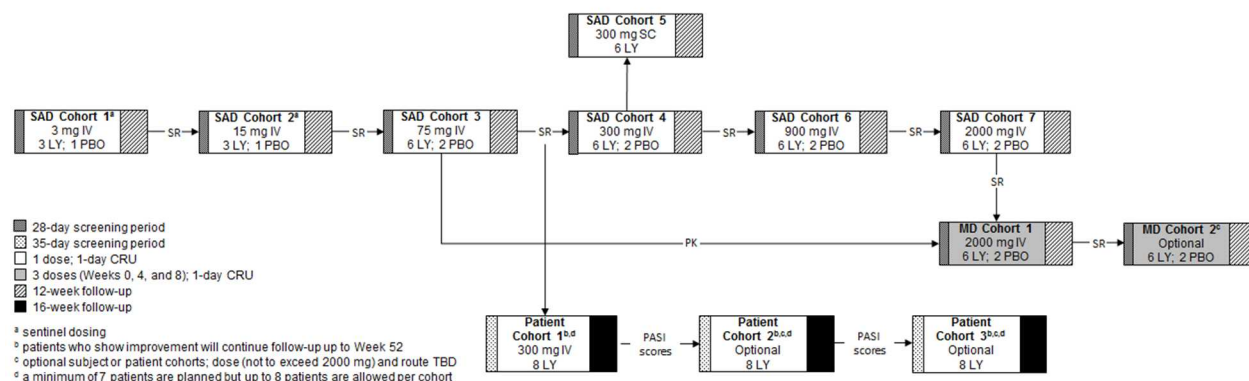 SAD Cohort 5
300 mg SC
6 LY
SAD Cohort 1ᵃ
3 mg IV
3 LY; 1 PBO
SR
SAD Cohort 2ᵃ
15 mg IV
3 LY; 1 PBO
SR
SAD Cohort 3
75 mg IV
6 LY; 2 PBO
SR
SAD Cohort 4
300 mg IV
6 LY; 2 PBO
SR
SAD Cohort 6
900 mg IV
6 LY; 2 PBO
SR
SAD Cohort 7
2000 mg IV
6 LY; 2 PBO
SR
PK
MD Cohort 1
2000 mg IV
6 LY; 2 PBO
SR
MD Cohort 2ᶜ
Optional
6 LY; 2 PBO
28-day screening period
35-day screening period
1 dose; 1-day CRU
3 doses (Weeks 0, 4, and 8); 1-day CRU
12-week follow-up
16-week follow-up
Patient
Cohort 1ᵇ,ᵈ
300 mg IV
8 LY
PASI
scores
Patient
Cohort 2ᵇ,ᶜ,ᵈ
Optional
8 LY
PASI
scores
Patient
Cohort 3ᵇ,ᶜ,ᵈ
Optional
8 LY
ᵃ sentinel dosing
ᵇ patients who show improvement will continue follow-up up to Week 52
ᶜ optional subject or patient cohorts; dose (not to exceed 2000 mg) and route TBD
ᵈ a minimum of 7 patients are planned but up to 8 patients are allowed per cohort